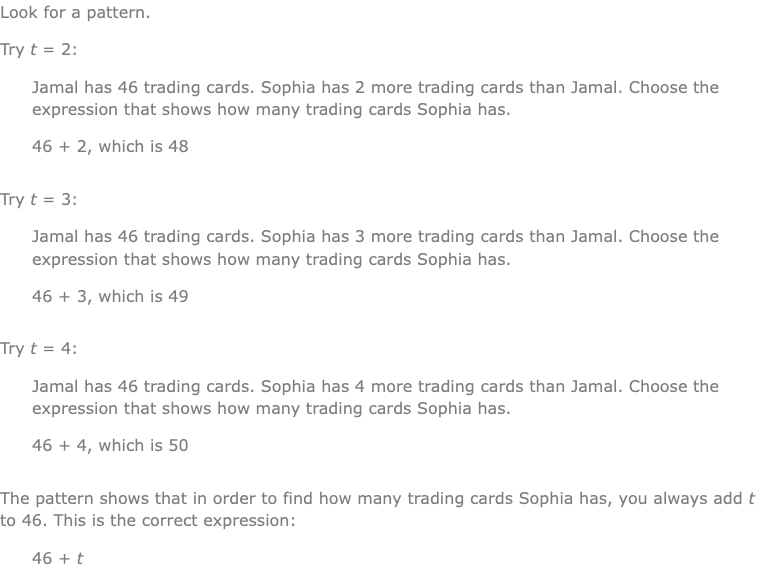 Look for a pattern.
Try t = 2:
Jamal has 46 trading cards. Sophia has 2 more trading cards than Jamal. Choose the
expression that shows how many trading cards Sophia has.
46 + 2, which is 48
Try t = 3:
Jamal has 46 trading cards. Sophia has 3 more trading cards than Jamal. Choose the
expression that shows how many trading cards Sophia has.
46 + 3, which is 49
Try t = 4:
Jamal has 46 trading cards. Sophia has 4 more trading cards than Jamal. Choose the
expression that shows how many trading cards Sophia has.
46 + 4, which is 50
The pattern shows that in order to find how many trading cards Sophia has, you always add t
to 46. This is the correct expression:
46 + t